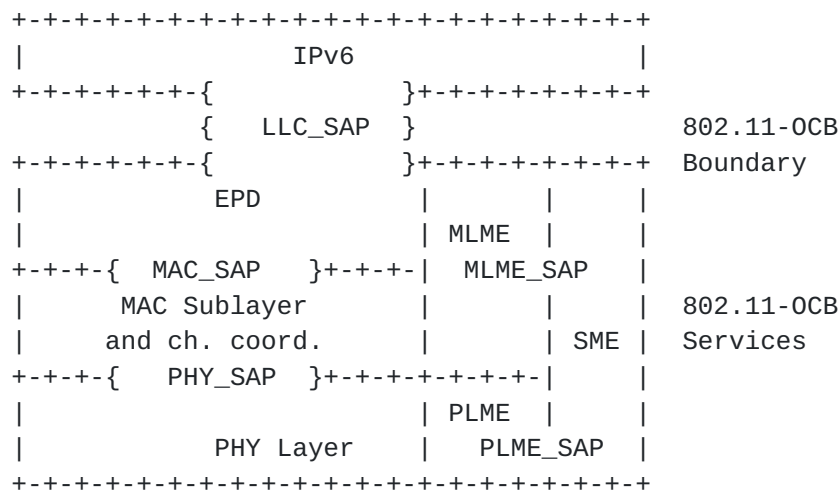 +-+-+-+-+-+-+-+-+-+-+-+-+-+-+-+-+-+-+-+-+
|                 IPv6                  |
+-+-+-+-+-+-{            }+-+-+-+-+-+-+-+
            {   LLC_SAP  }                 802.11-OCB
+-+-+-+-+-+-{            }+-+-+-+-+-+-+-+  Boundary
|            EPD          |       |     |
|                         | MLME  |     |
+-+-+-{  MAC_SAP   }+-+-+-|  MLME_SAP   |
|      MAC Sublayer       |       |     |  802.11-OCB
|     and ch. coord.      |       | SME |  Services
+-+-+-{   PHY_SAP  }+-+-+-+-+-+-+-|     |
|                         | PLME  |     |
|            PHY Layer    |   PLME_SAP  |
+-+-+-+-+-+-+-+-+-+-+-+-+-+-+-+-+-+-+-+-+